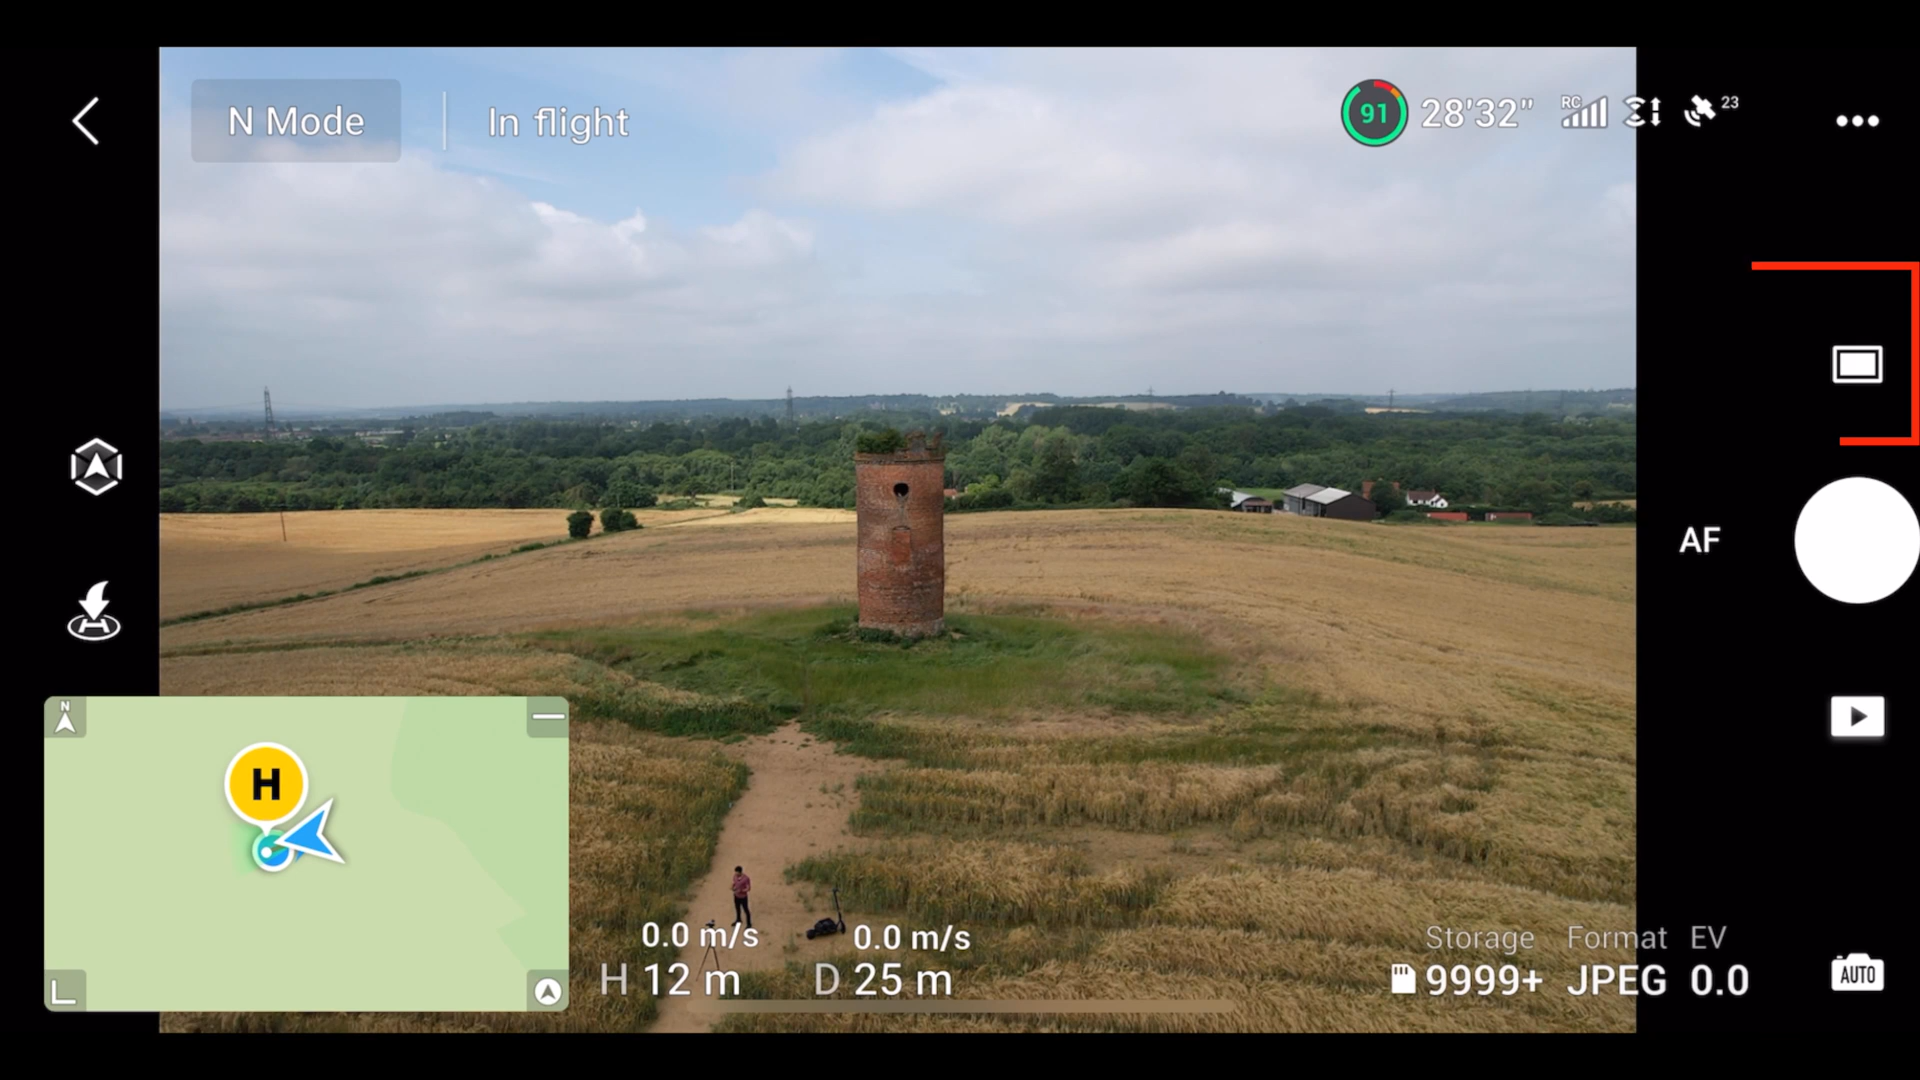 N Mode
In flight
91 28'32" RC 23
AF
N
H
0.0 m/s 0.0 m/s
H 12 m D 25 m
Storage Format EV
9999+ JPEG 0.0
AUTO